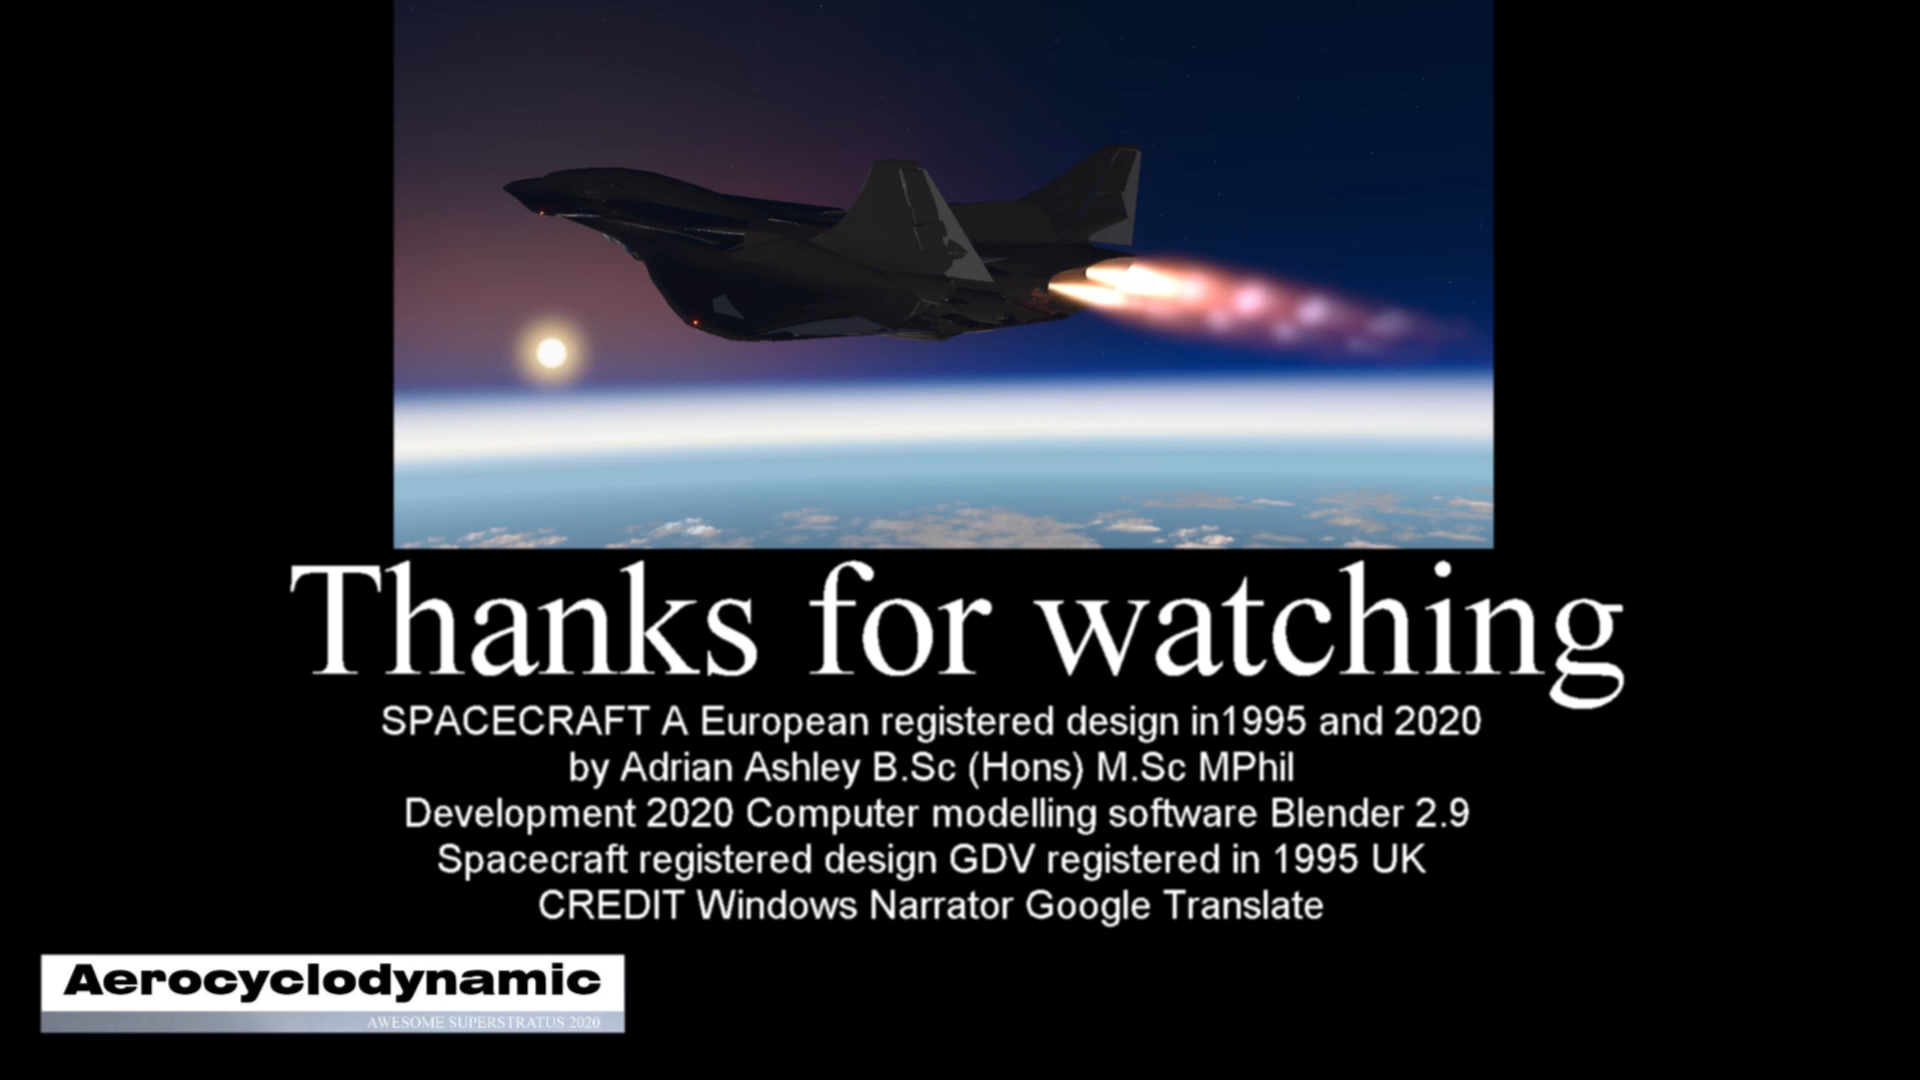 Thanks for watching
SPACECRAFT A European registered design in1995 and 2020
by Adrian Ashley B.Sc (Hons) M.Sc MPhil
Development 2020 Computer modelling software Blender 2.9
Spacecraft registered design GDV registered in 1995 UK
CREDIT Windows Narrator Google Translate
Aerocyclodynamic
AWESOME SUPERSTRATUS 2020